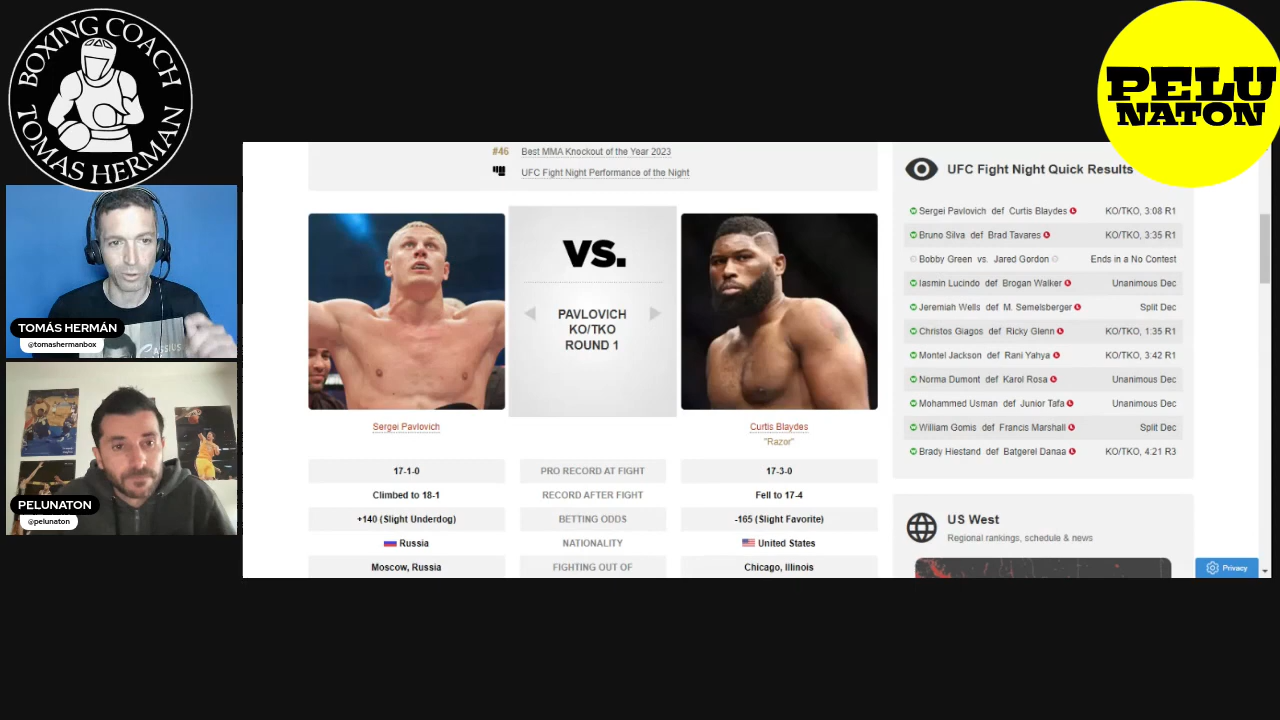 BOXING COACH
TOMAS HERMAN
PELU
NATON
TOMÁS HERMÁN
@tomashermanbox
PELUNATON
@pelunaton
#46 Best MMA Knockout of the Year 2023
UFC Fight Night Performance of the Night
VS.
PAVLOVICH
KO/TKO
ROUND 1
Sergei Pavlovich
Curtis Blaydes
"Razor"
17-1-0 PRO RECORD AT FIGHT 17-3-0
Climbed to 18-1 RECORD AFTER FIGHT Fell to 17-4
+140 (Slight Underdog) BETTING ODDS -165 (Slight Favorite)
Russia NATIONALITY United States
Moscow, Russia FIGHTING OUT OF Chicago, Illinois
UFC Fight Night Quick Results
W Sergei Pavlovich def Curtis Blaydes L KO/TKO, 3:08 R1
W Bruno Silva def Brad Tavares L KO/TKO, 3:35 R1
Bobby Green vs. Jared Gordon Ends in a No Contest
W Iasmin Lucindo def Brogan Walker L Unanimous Dec
W Jeremiah Wells def M. Semelsberger L Split Dec
W Christos Giagos def Ricky Glenn L KO/TKO, 1:35 R1
W Montel Jackson def Rani Yahya L KO/TKO, 3:42 R1
W Norma Dumont def Karol Rosa L Unanimous Dec
W Mohammed Usman def Junior Tafa L Unanimous Dec
W William Gomis def Francis Marshall L Split Dec
W Brady Hiestand def Batgerel Danaa L KO/TKO, 4:21 R3
US West
Regional rankings, schedule & news
Privacy